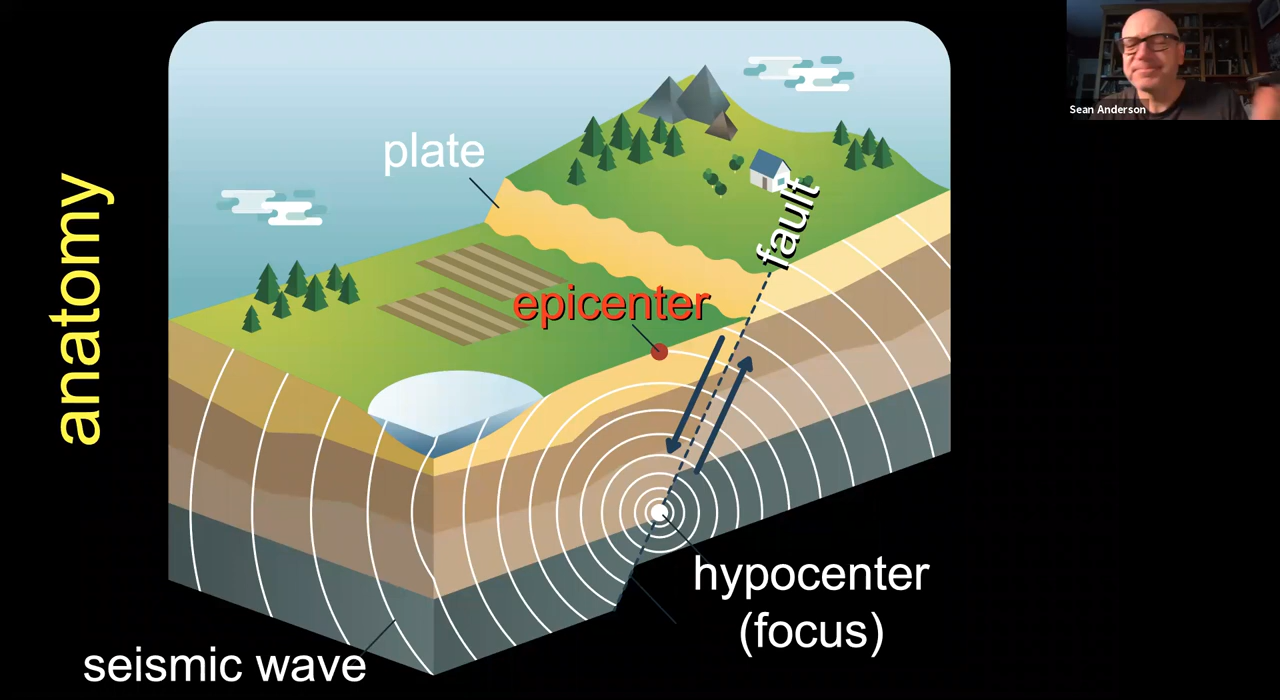 anatomy
plate
fault
epicenter
hypocenter
(focus)
seismic wave
Sean Anderson